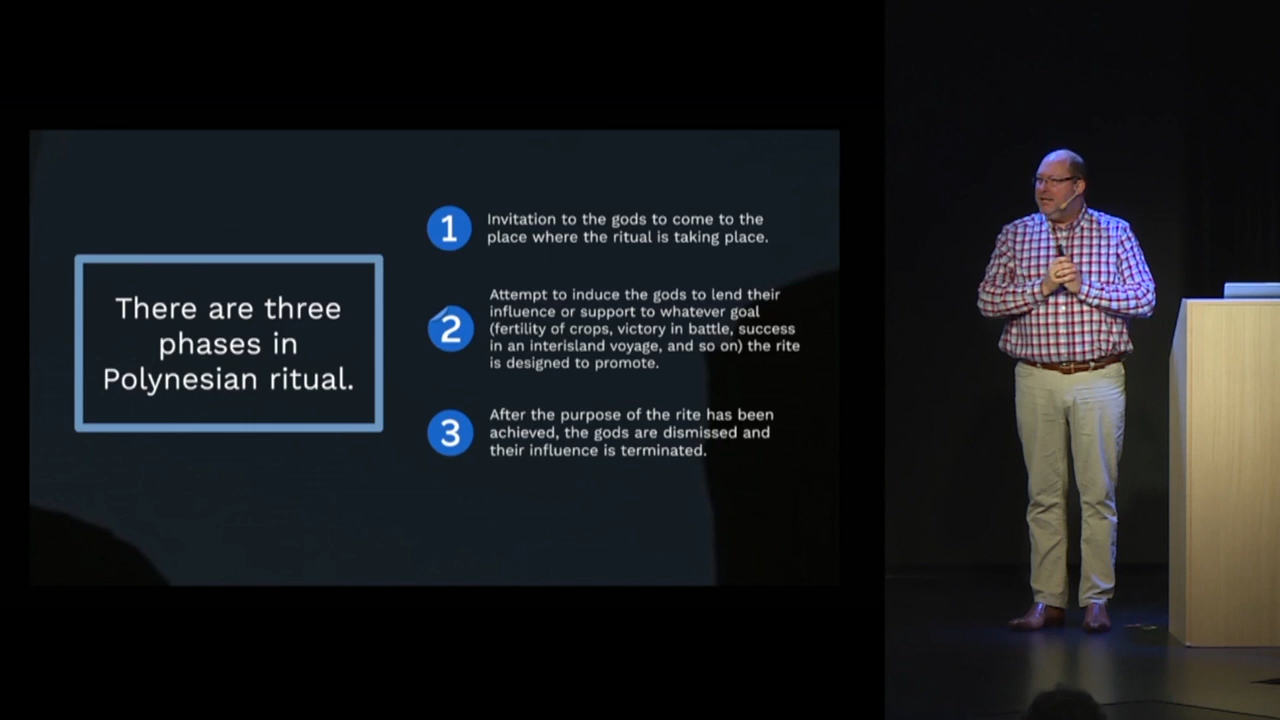 There are three
phases in
Polynesian ritual.
1
Invitation to the gods to come to the
place where the ritual is taking place.
2
Attempt to induce the gods to lend their
influence or support to whatever goal
(fertility of crops, victory in battle, success
in an interisland voyage, and so on) the rite
is designed to promote.
3
After the purpose of the rite has been
achieved, the gods are dismissed and
their influence is terminated.